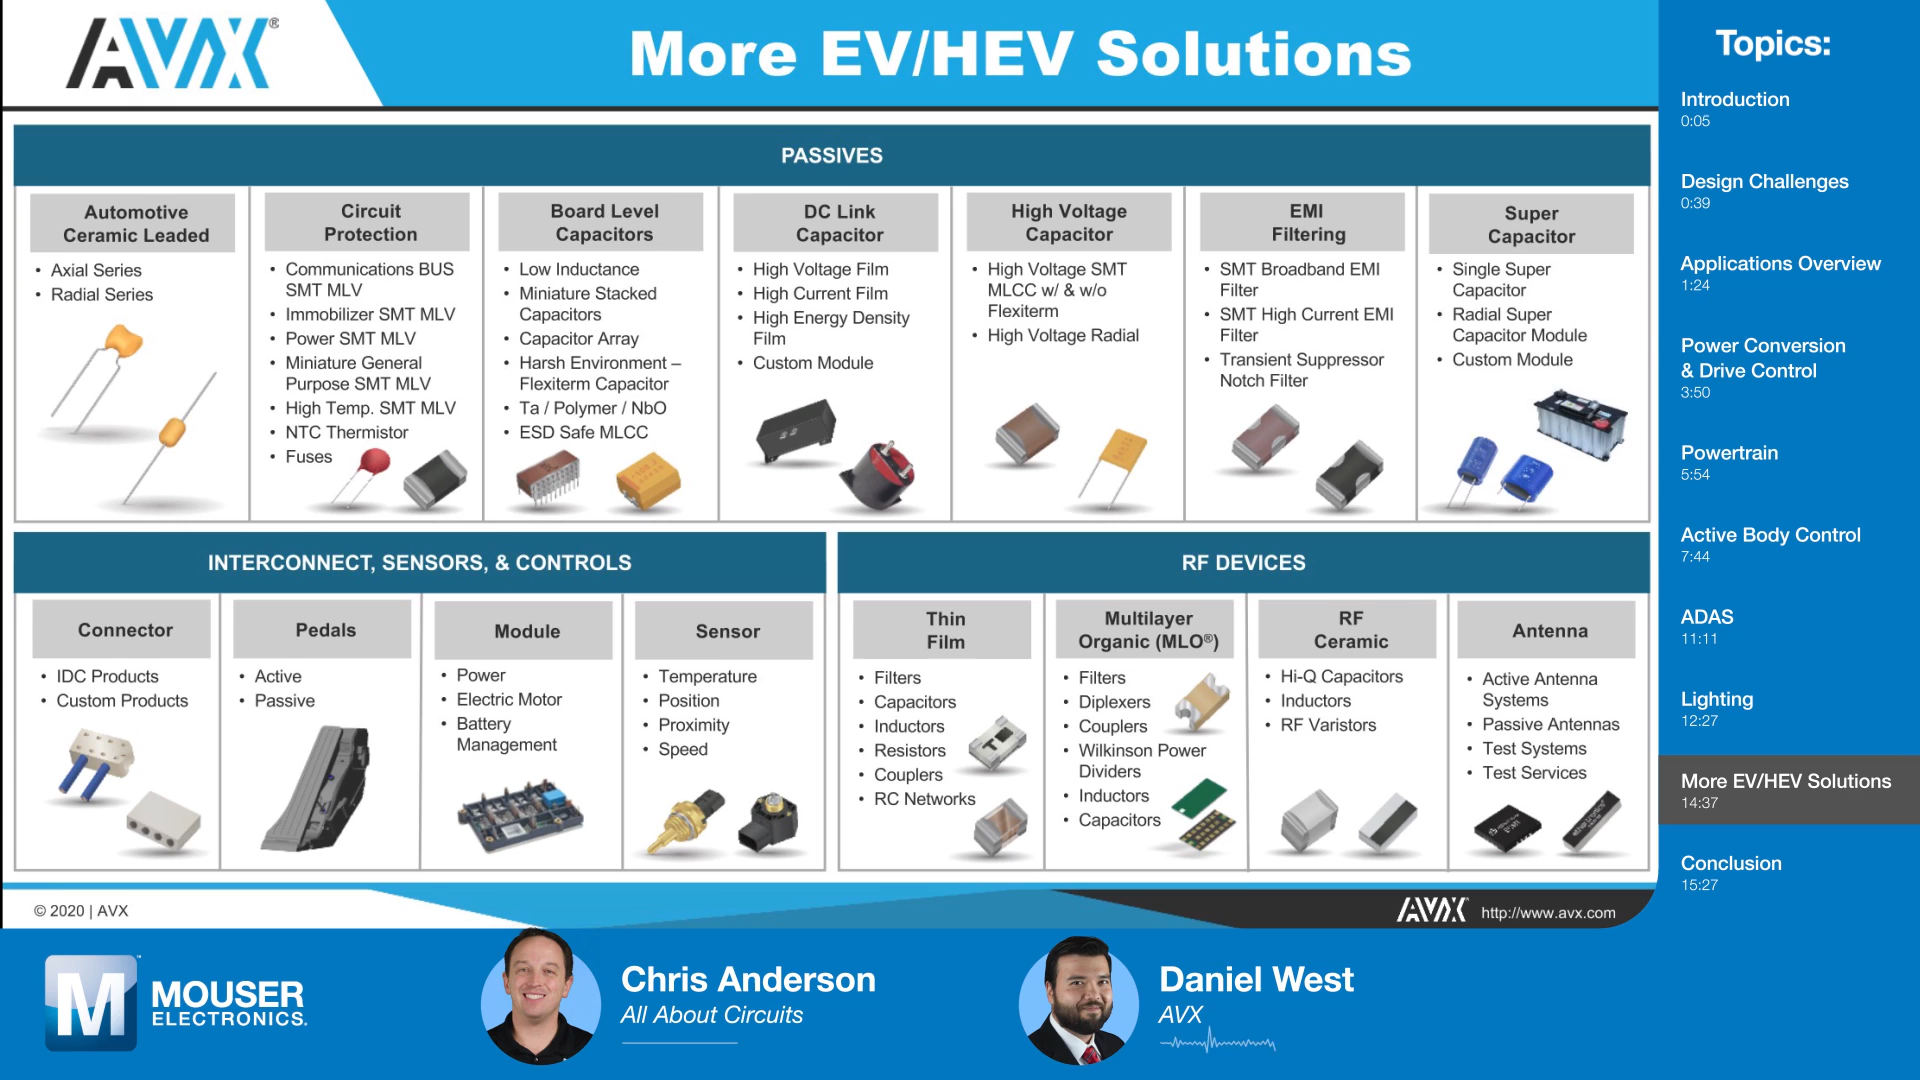 AVX®
More EV/HEV Solutions
PASSIVES
Automotive
Ceramic Leaded
• Axial Series
• Radial Series
Circuit
Protection
• Communications BUS
SMT MLV
• Immobilizer SMT MLV
• Power SMT MLV
• Miniature General
Purpose SMT MLV
• High Temp. SMT MLV
• NTC Thermistor
• Fuses
Board Level
Capacitors
• Low Inductance
• Miniature Stacked
Capacitors
• Capacitor Array
• Harsh Environment –
Flexiterm Capacitor
• Ta / Polymer / NbO
• ESD Safe MLCC
DC Link
Capacitor
• High Voltage Film
• High Current Film
• High Energy Density
Film
• Custom Module
High Voltage
Capacitor
• High Voltage SMT
MLCC w/ & w/o
Flexiterm
• High Voltage Radial
EMI
Filtering
• SMT Broadband EMI
Filter
• SMT High Current EMI
Filter
• Transient Suppressor
Notch Filter
Super
Capacitor
• Single Super
Capacitor
• Radial Super
Capacitor Module
• Custom Module
INTERCONNECT, SENSORS, & CONTROLS
Connector
• IDC Products
• Custom Products
Pedals
• Active
• Passive
Module
• Power
• Electric Motor
• Battery
Management
Sensor
• Temperature
• Position
• Proximity
• Speed
RF DEVICES
Thin
Film
• Filters
• Capacitors
• Inductors
• Resistors
• Couplers
• RC Networks
Multilayer
Organic (MLO®)
• Filters
• Diplexers
• Couplers
• Wilkinson Power
Dividers
• Inductors
• Capacitors
RF
Ceramic
• Hi-Q Capacitors
• Inductors
• RF Varistors
Antenna
• Active Antenna
Systems
• Passive Antennas
• Test Systems
• Test Services
© 2020 | AVX
AVX
http://www.avx.com
Topics:
Introduction
0:05
Design Challenges
0:39
Applications Overview
1:24
Power Conversion
& Drive Control
3:50
Powertrain
5:54
Active Body Control
7:44
ADAS
11:11
Lighting
12:27
More EV/HEV Solutions
14:37
Conclusion
15:27
M™
MOUSER
ELECTRONICS.
Chris Anderson
All About Circuits
Daniel West
AVX